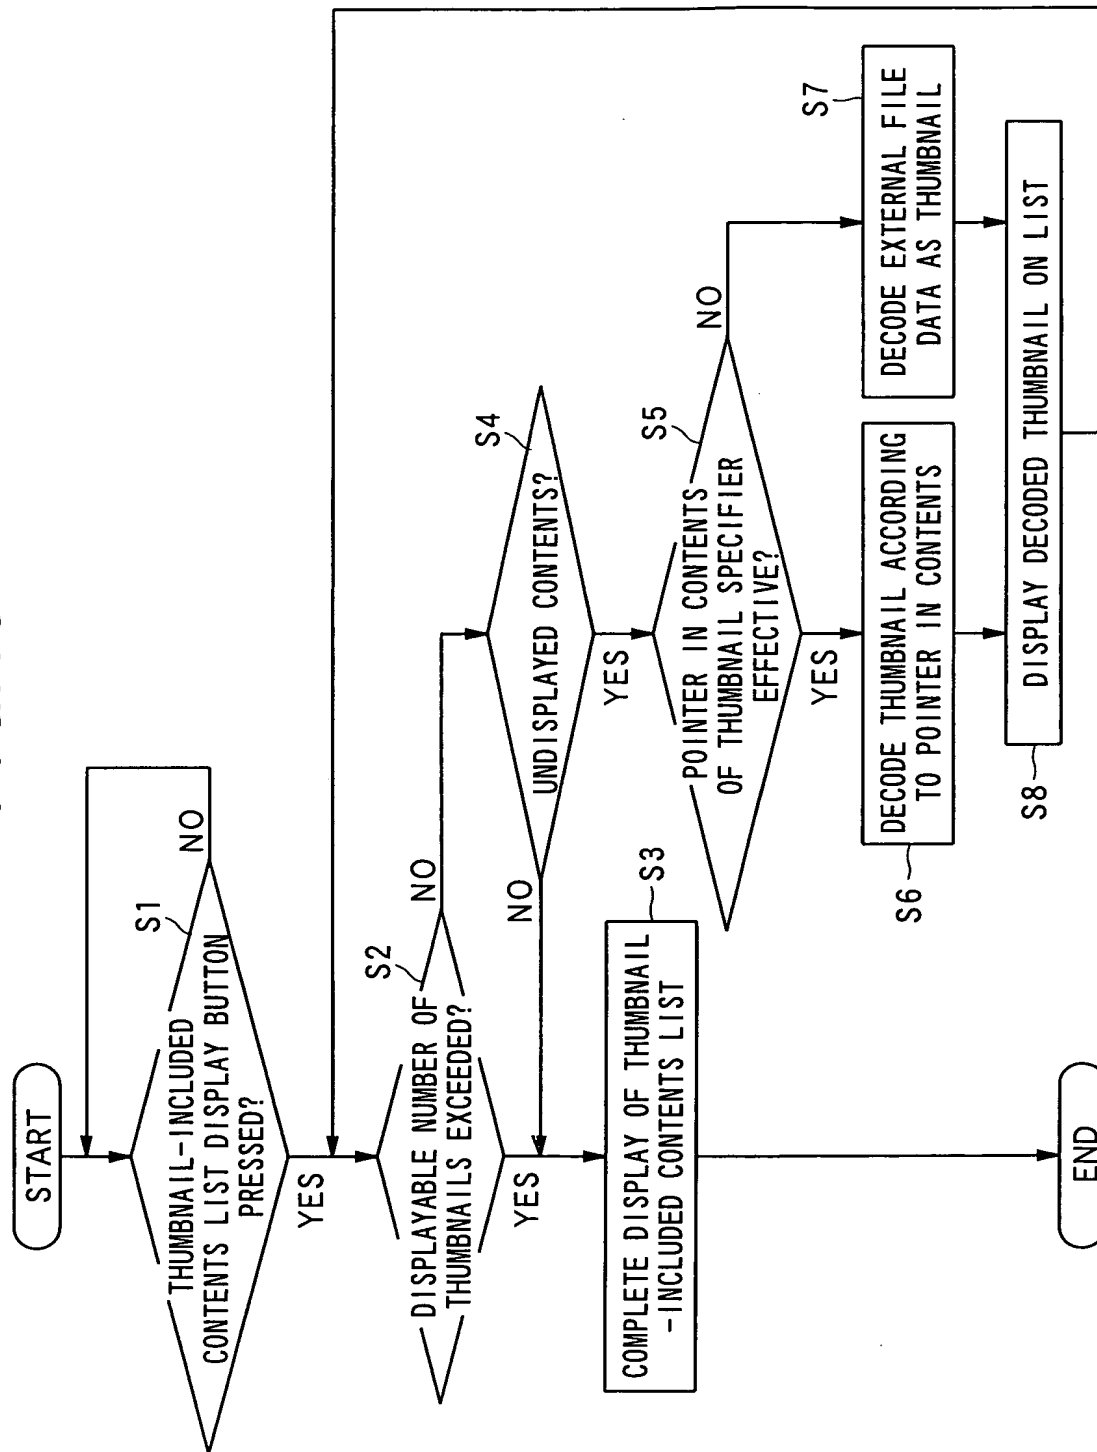 START
S1
THUMBNAIL-INCLUDED
CONTENTS LIST DISPLAY BUTTON
PRESSED?
NO
YES
S2
DISPLAYABLE NUMBER OF
THUMBNAILS EXCEEDED?
NO
YES
S4
UNDISPLAYED CONTENTS?
NO
YES
S3
COMPLETE DISPLAY OF THUMBNAIL
-INCLUDED CONTENTS LIST
S5
POINTER IN CONTENTS
OF THUMBNAIL SPECIFIER
EFFECTIVE?
NO
YES
S6
DECODE THUMBNAIL ACCORDING
TO POINTER IN CONTENTS
S7
DECODE EXTERNAL FILE
DATA AS THUMBNAIL
S8
DISPLAY DECODED THUMBNAIL ON LIST
END